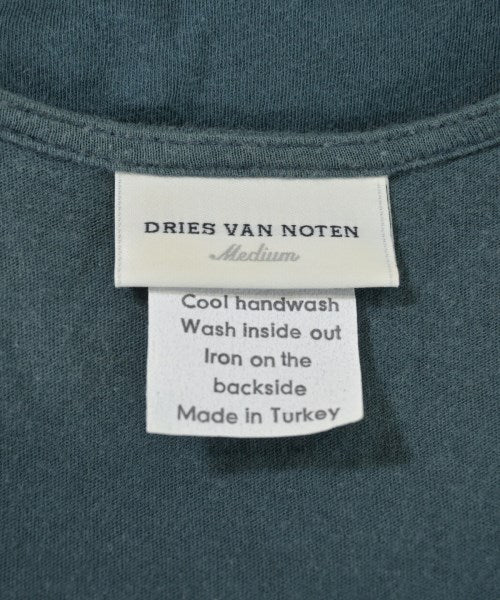 DRIES VAN NOTEN
Medium
Cool handwash
Wash inside out
Iron on the
backside
Made in Turkey